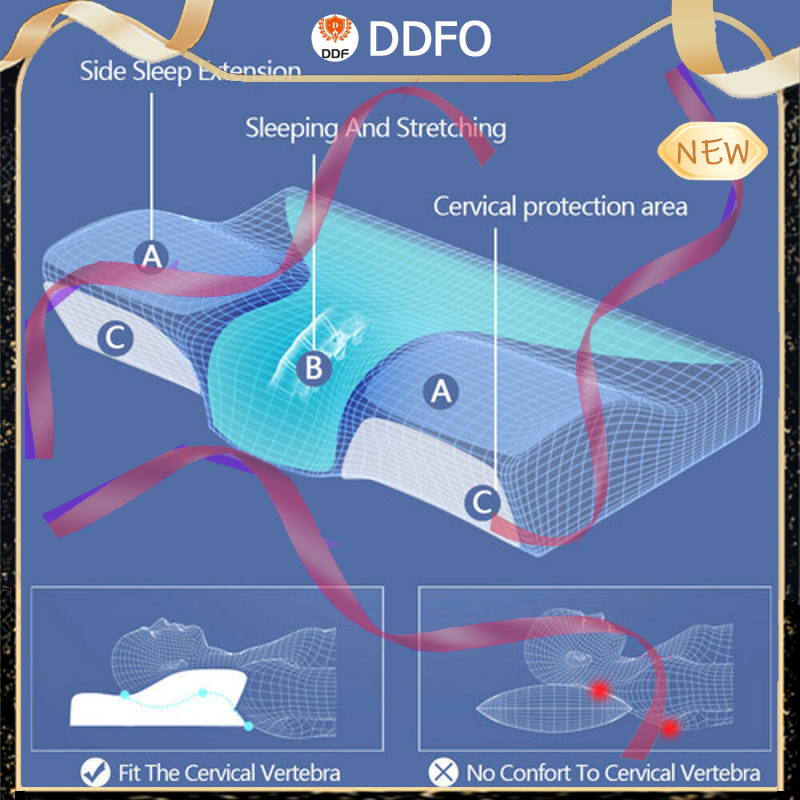 DDF
DDFO
Side Sleep Extension
Sleeping And Stretching
NEW
Cervical protection area
A
C
B
A
C
Fit The Cervical Vertebra
No Confort To Cervical Vertebra